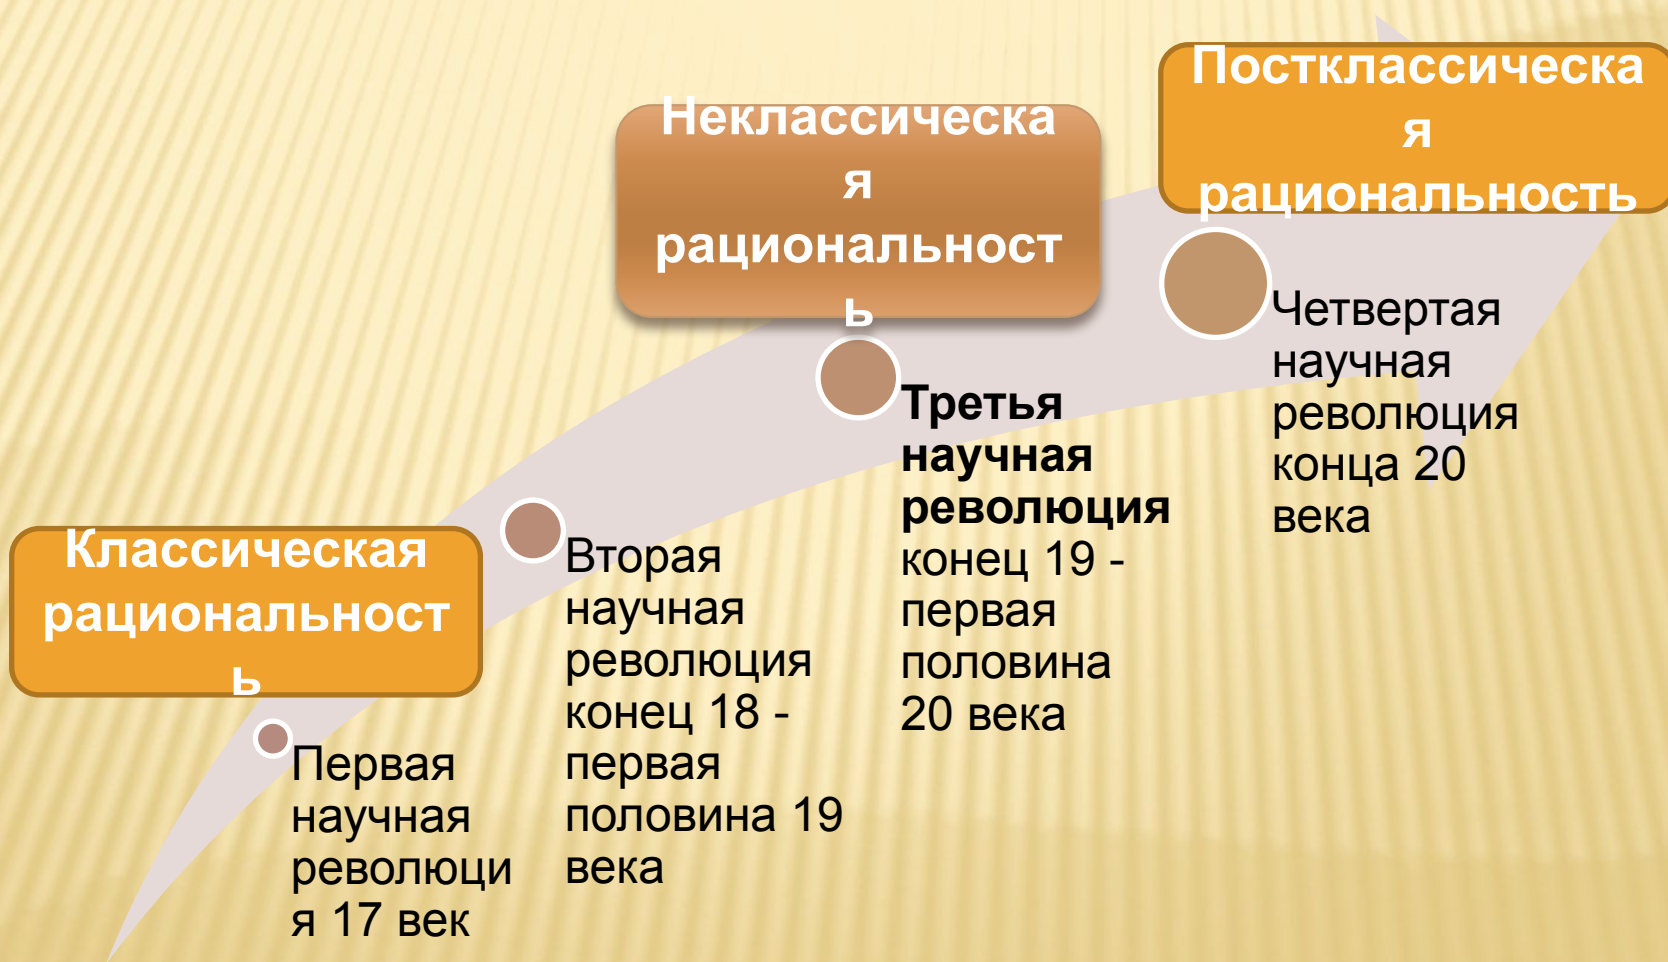 Постклассическа
я
рациональность
Неклассическа
я
рациональност
ь
Четвертая
научная
революция
конца 20
века
Третья
научная
революция
конец 19 -
первая
половина
20 века
Классическая
рациональност
ь
Вторая
научная
революция
конец 18 -
первая
половина 19
века
Первая
научная
революци
я 17 век